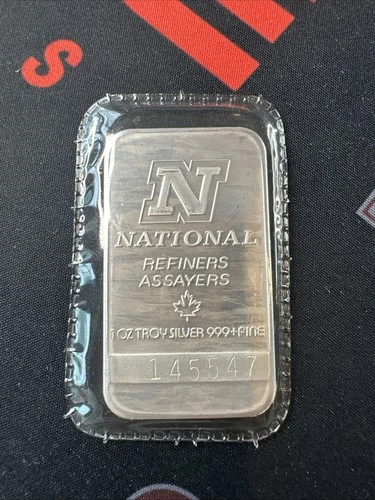 S
N
NATIONAL
REFINERS
ASSAYERS
1 OZ TROY SILVER 999+FINE
145547